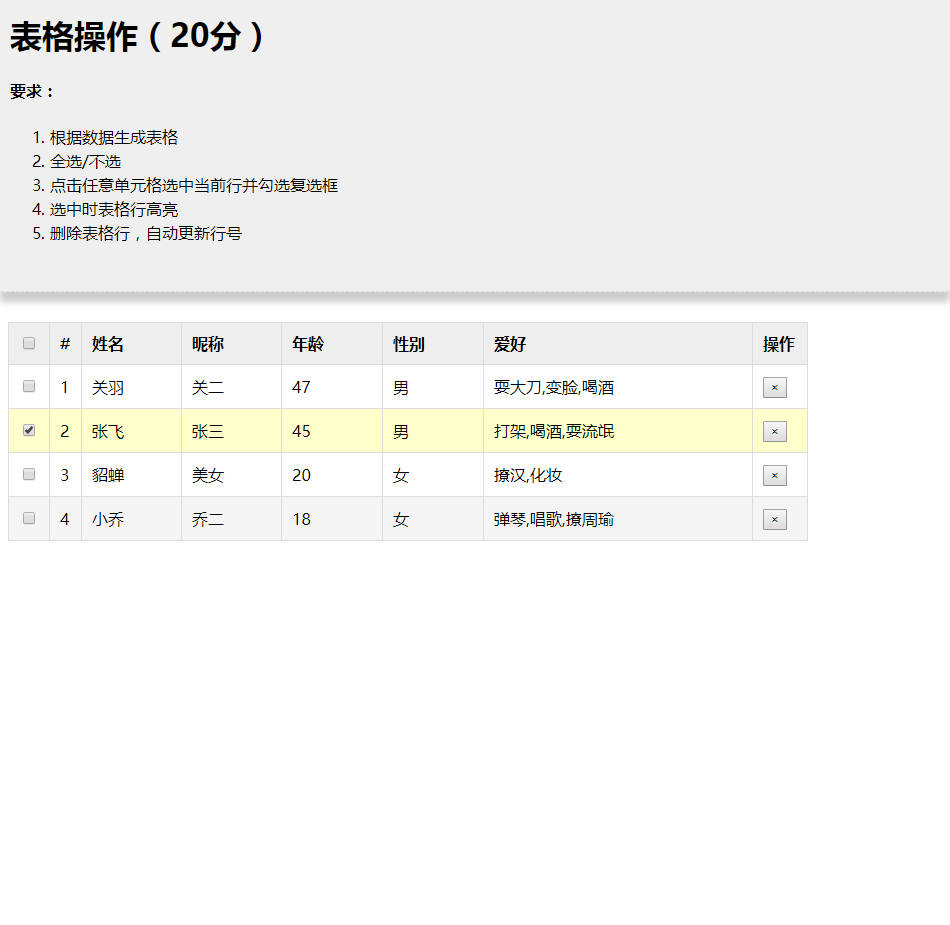 表格操作（20分）
要求：
1. 根据数据生成表格
2. 全选/不选
3. 点击任意单元格选中当前行并勾选复选框
4. 选中时表格行高亮
5. 删除表格行，自动更新行号
# 姓名 昵称 年龄 性别 爱好 操作
1 关羽 关二 47 男 耍大刀,变脸,喝酒 ×
2 张飞 张三 45 男 打架,喝酒,耍流氓 ×
3 貂蝉 美女 20 女 撩汉,化妆 ×
4 小乔 乔二 18 女 弹琴,唱歌,撩周瑜 ×